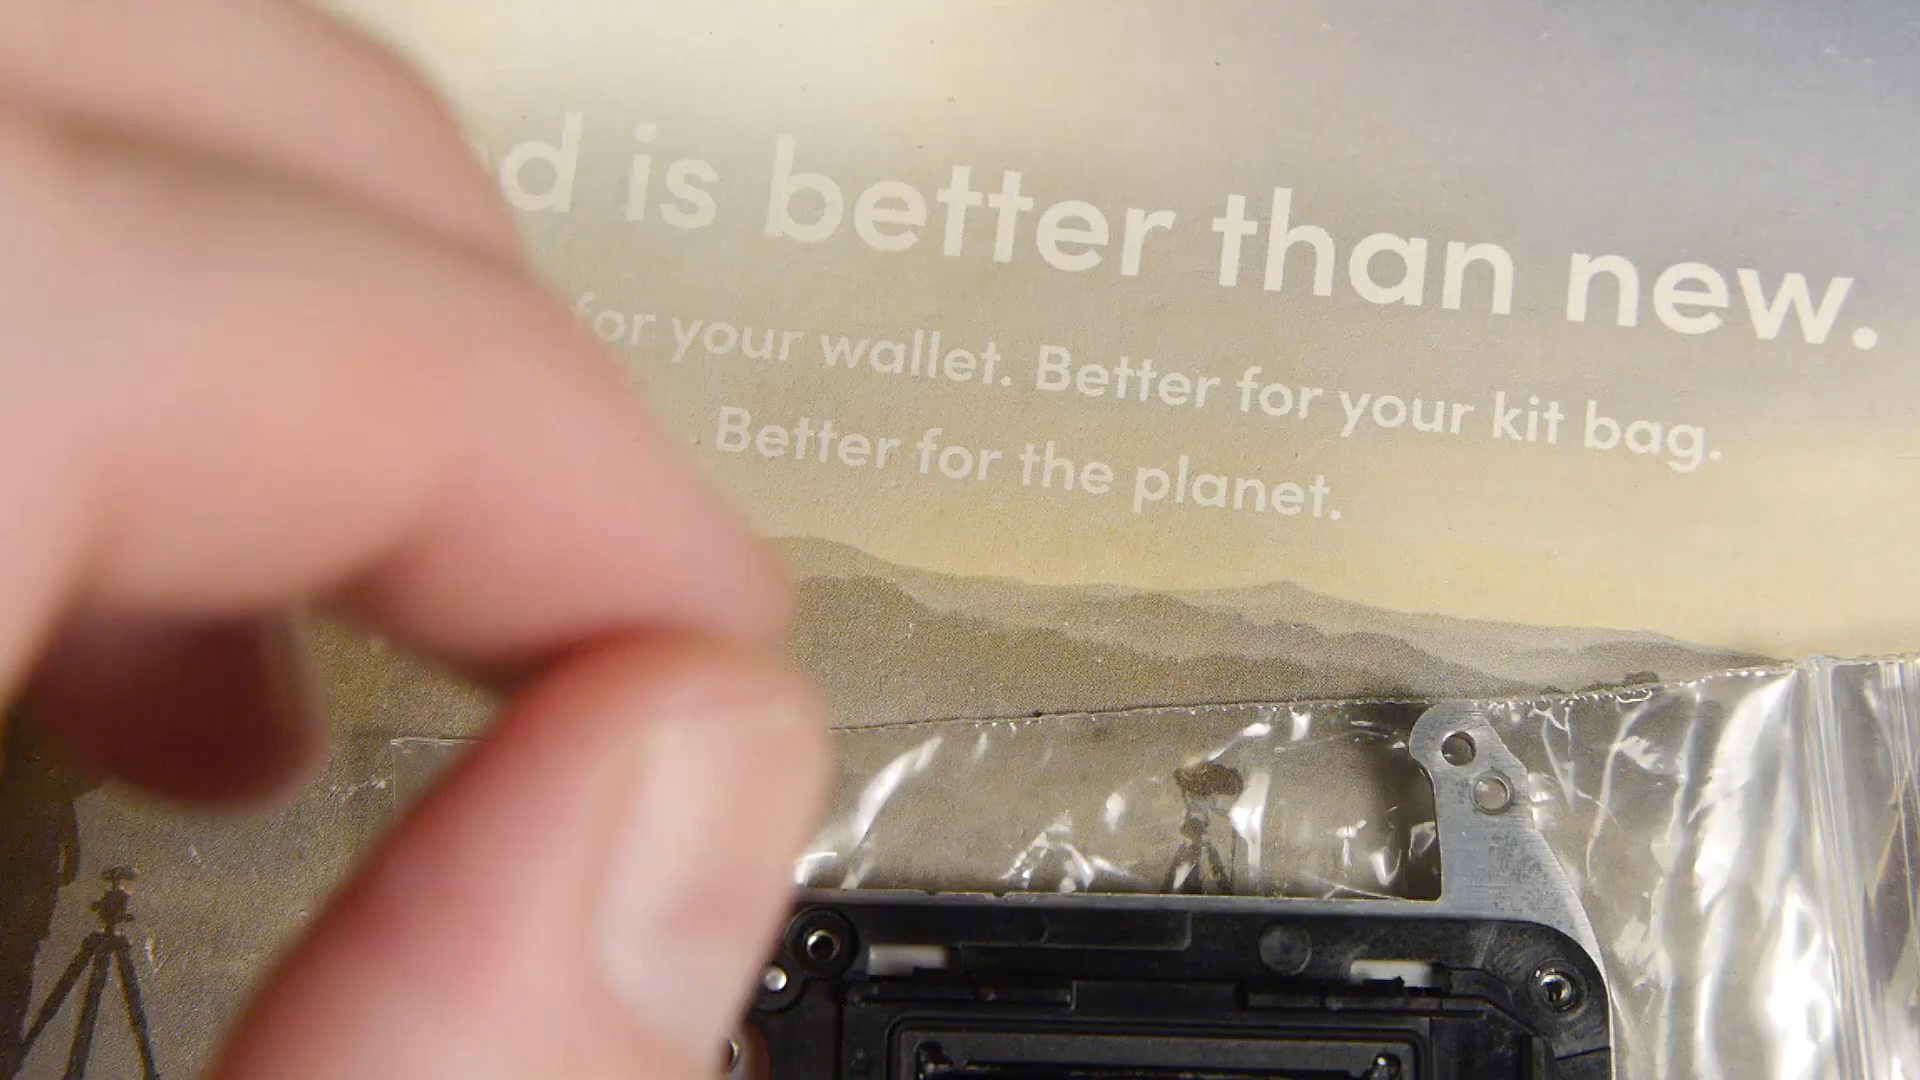 d is better than new.
for your wallet. Better for your kit bag.
Better for the planet.